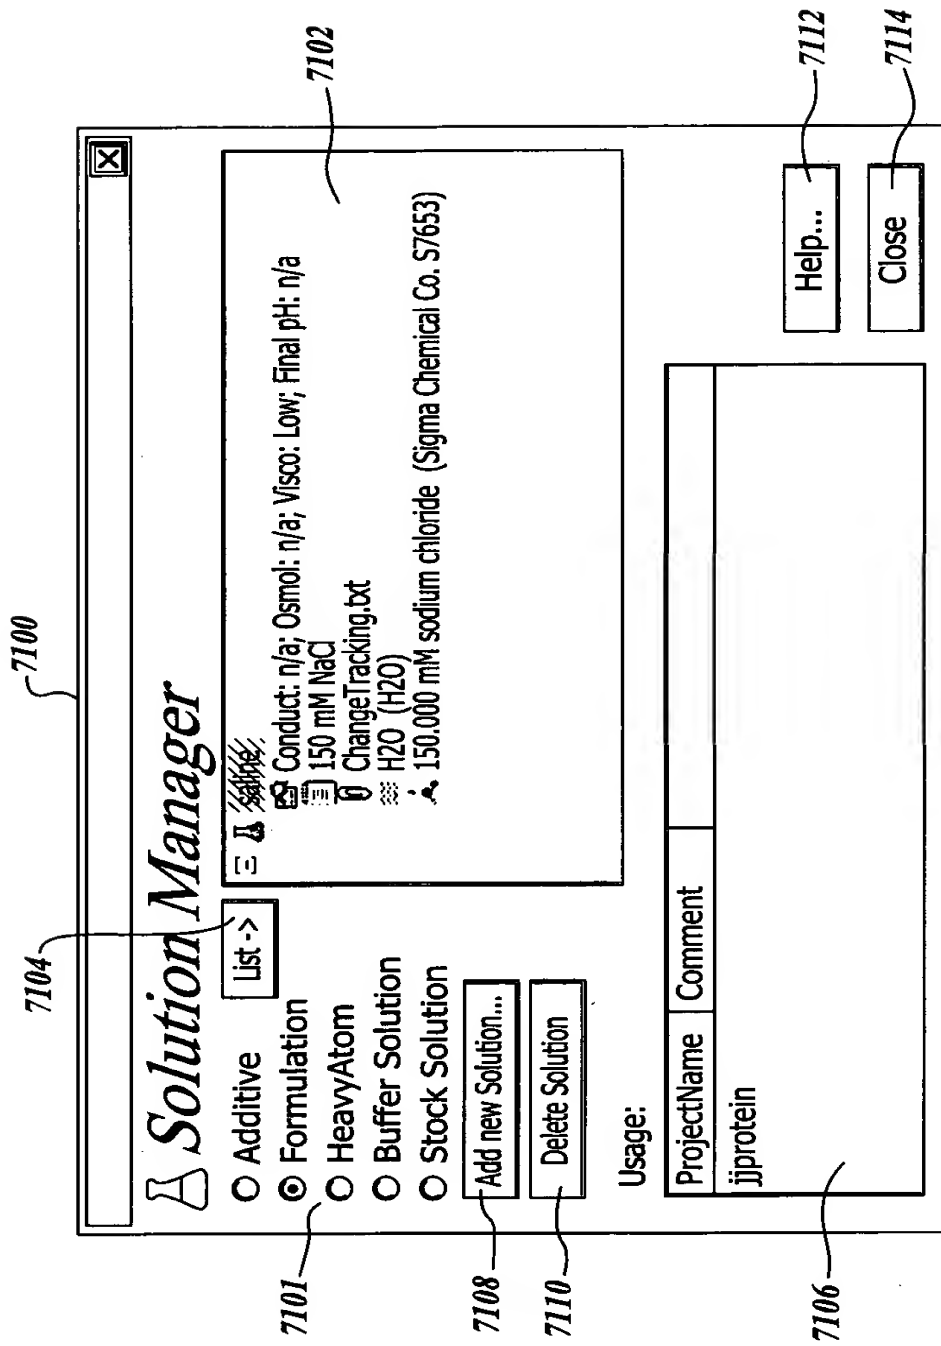 7100
Solution Manager
7104
List ->
Additive
Formulation
HeavyAtom
Buffer Solution
Stock Solution
7101
saline
Conduct: n/a; Osmol: n/a; Visco: Low; Final pH: n/a
150 mM NaCl
ChangeTracking.txt
H2O (H2O)
150.000 mM sodium chloride (Sigma Chemical Co. S7653)
7102
Add new Solution...
7108
Delete Solution
7110
Usage:
ProjectName Comment
jjprotein
7106
Help...
7112
Close
7114